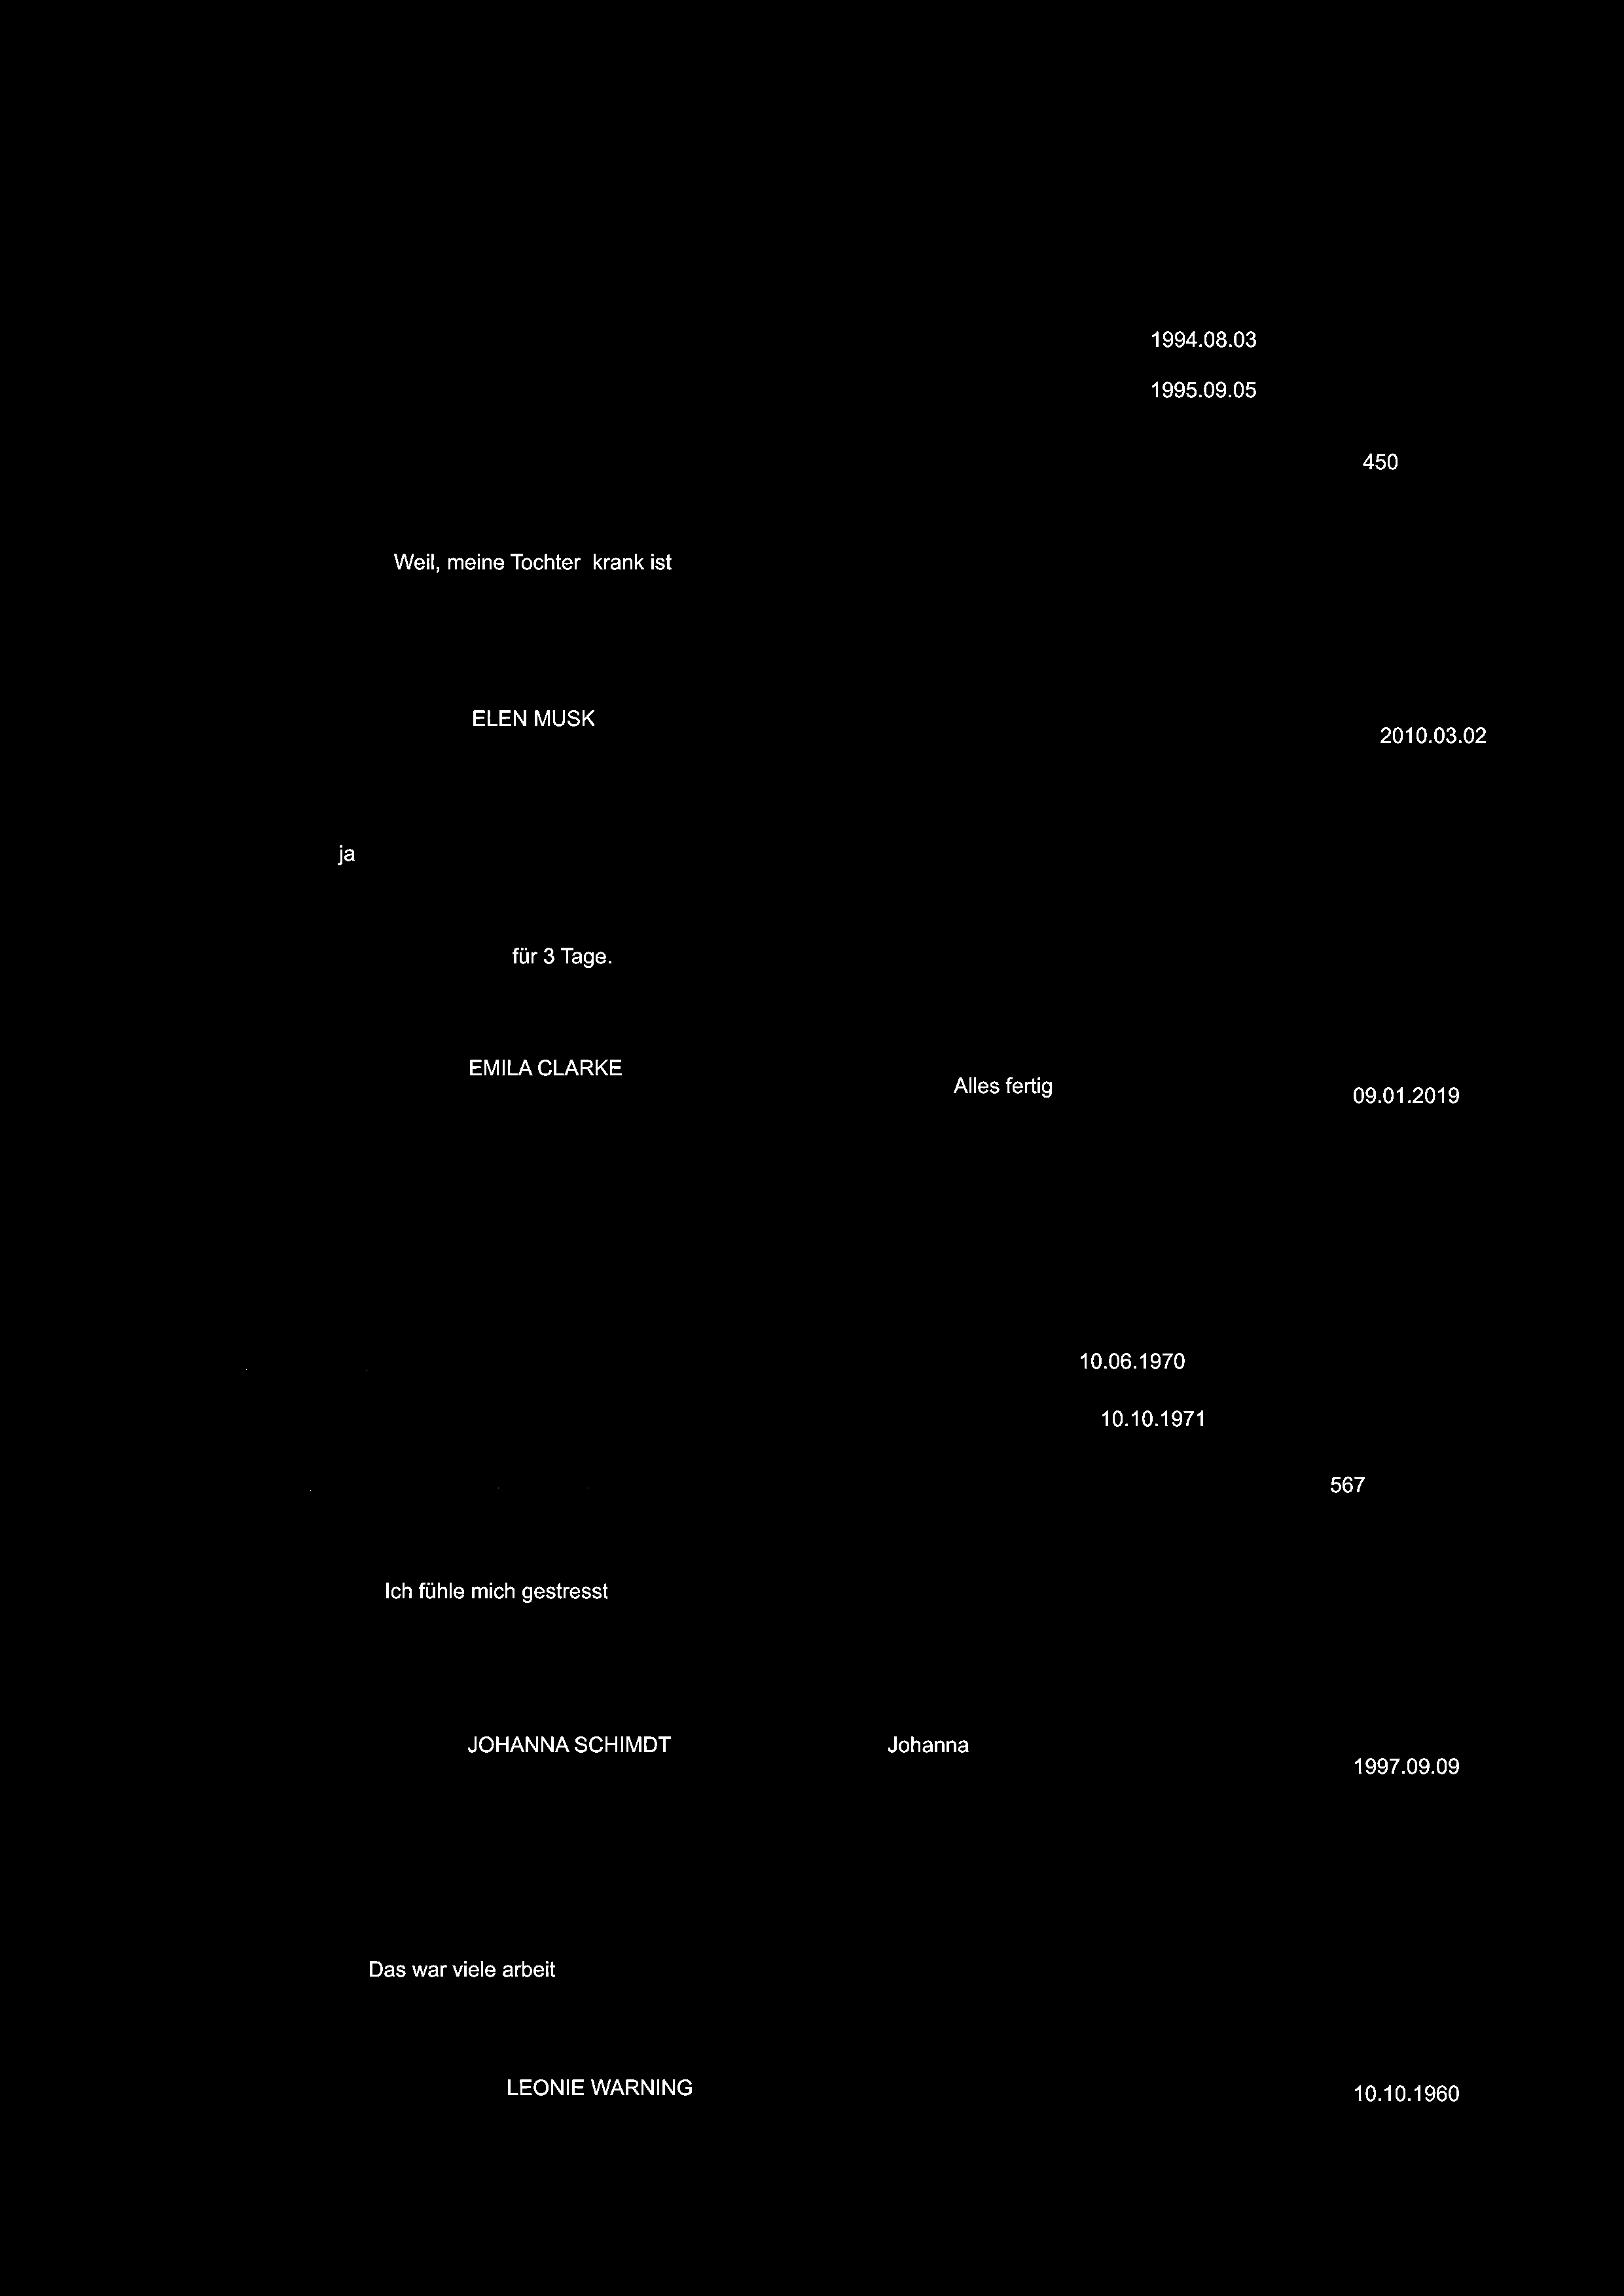 1994.08.03
1995.09.05
450
Weil, meine Tochter  krank ist
ELEN MUSK
2010.03.02
ja
für 3 Tage.
EMILA CLARKE
Alles fertig
09.01.2019
10.06.1970
10.10.1971
567
Ich fühle mich gestresst
JOHANNA SCHIMDT
Johanna
1997.09.09
Das war viele arbeit
LEONIE WARNING
10.10.1960